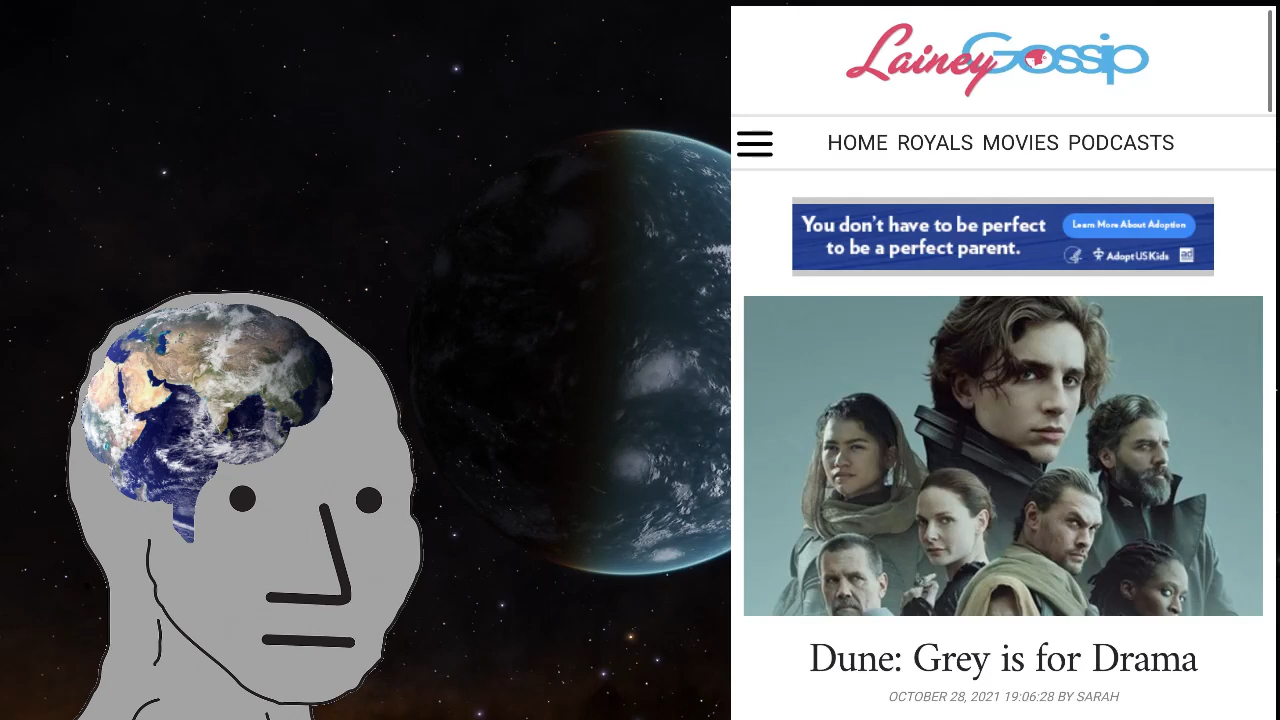 LaineyGossip
HOME ROYALS MOVIES PODCASTS
You don't have to be perfect
to be a perfect parent.
Learn More About Adoption
AdoptUSKids
ad
Dune: Grey is for Drama
OCTOBER 28, 2021 19:06:28 BY SARAH